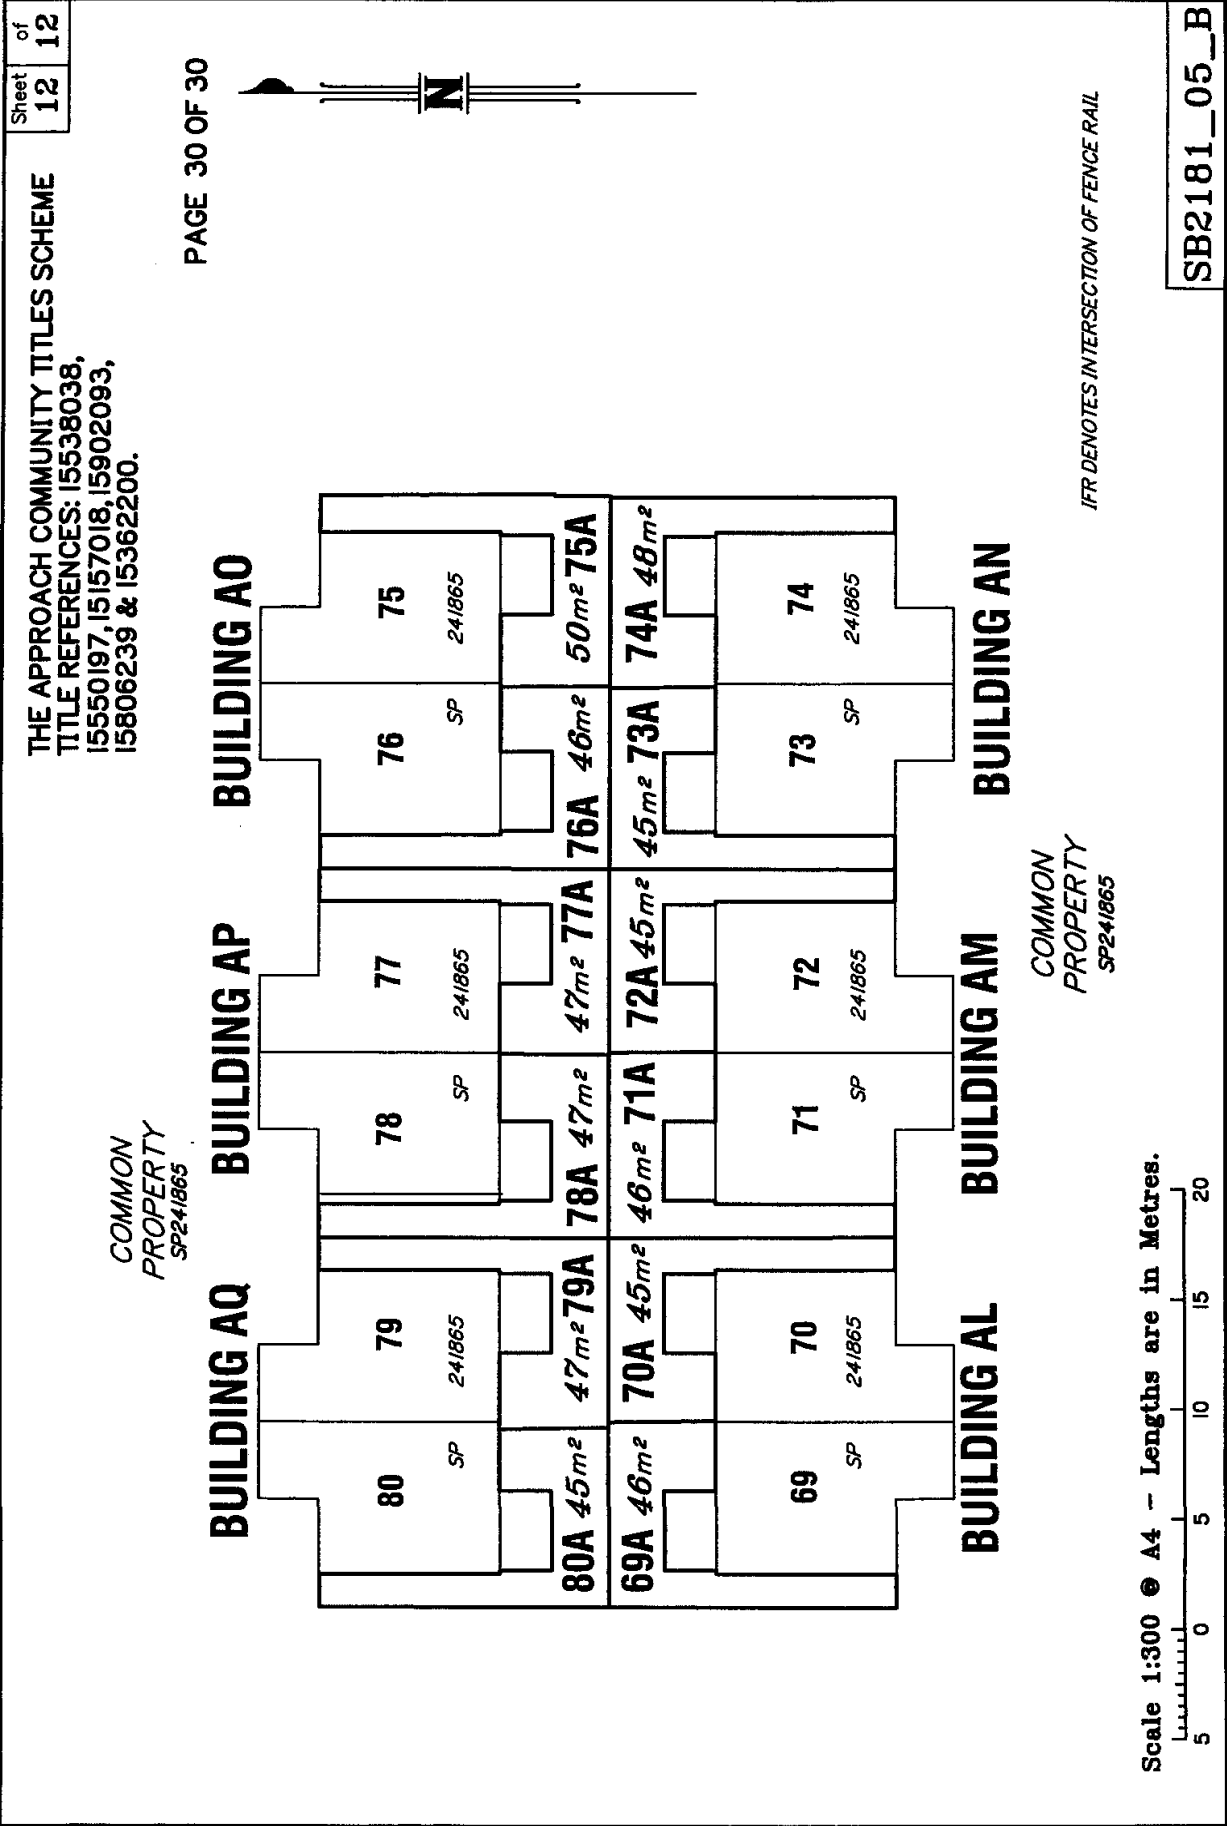 Sheet of
12 12
THE APPROACH COMMUNITY TITLES SCHEME
TITLE REFERENCES: 15538038,
15550197, 15157018, 15902093,
15806239 & 15362200.
PAGE 30 OF 30
N
COMMON
PROPERTY
SP241865
BUILDING AQ
BUILDING AP
BUILDING AO
80
79
78
77
76
75
SP 241865
SP 241865
SP 241865
80A 45m²
47m² 79A
78A 47m²
47m² 77A
76A 46m²
50m² 75A
69A 46m²
70A 45m²
46m² 71A
72A 45m²
45m² 73A
74A 48m²
69
70
71
72
73
74
SP 241865
SP 241865
SP 241865
BUILDING AL
BUILDING AM
BUILDING AN
COMMON
PROPERTY
SP241865
IFR DENOTES INTERSECTION OF FENCE RAIL
Scale 1:300 @ A4 – Lengths are in Metres.
5 0 5 10 15 20
SB2181_05_B